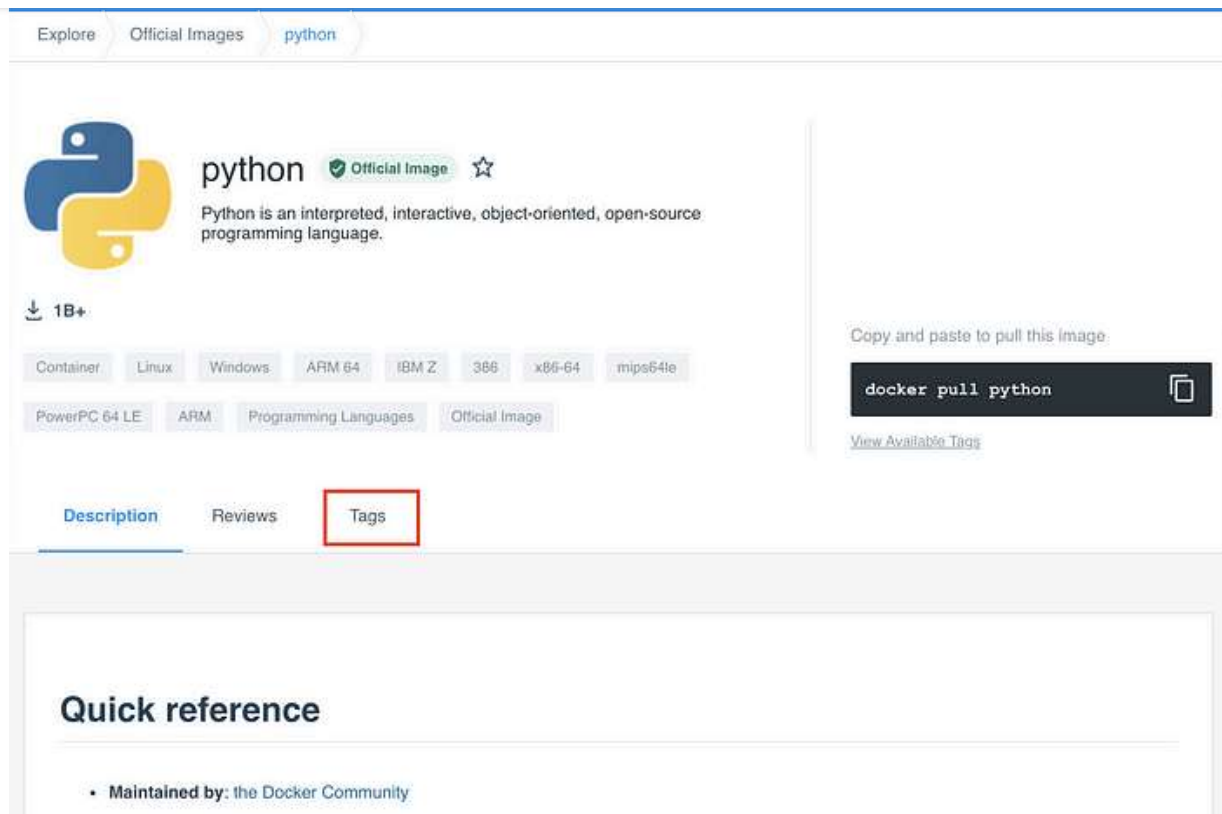 Explore Official Images python
python Official Image
Python is an interpreted, interactive, object-oriented, open-source
programming language.
1B+
Container Linux Windows ARM 64 IBM Z 386 x86-64 mips64le
PowerPC 64 LE ARM Programming Languages Official Image
Copy and paste to pull this image
docker pull python
View Available Tags
Description Reviews Tags
Quick reference
• Maintained by: the Docker Community